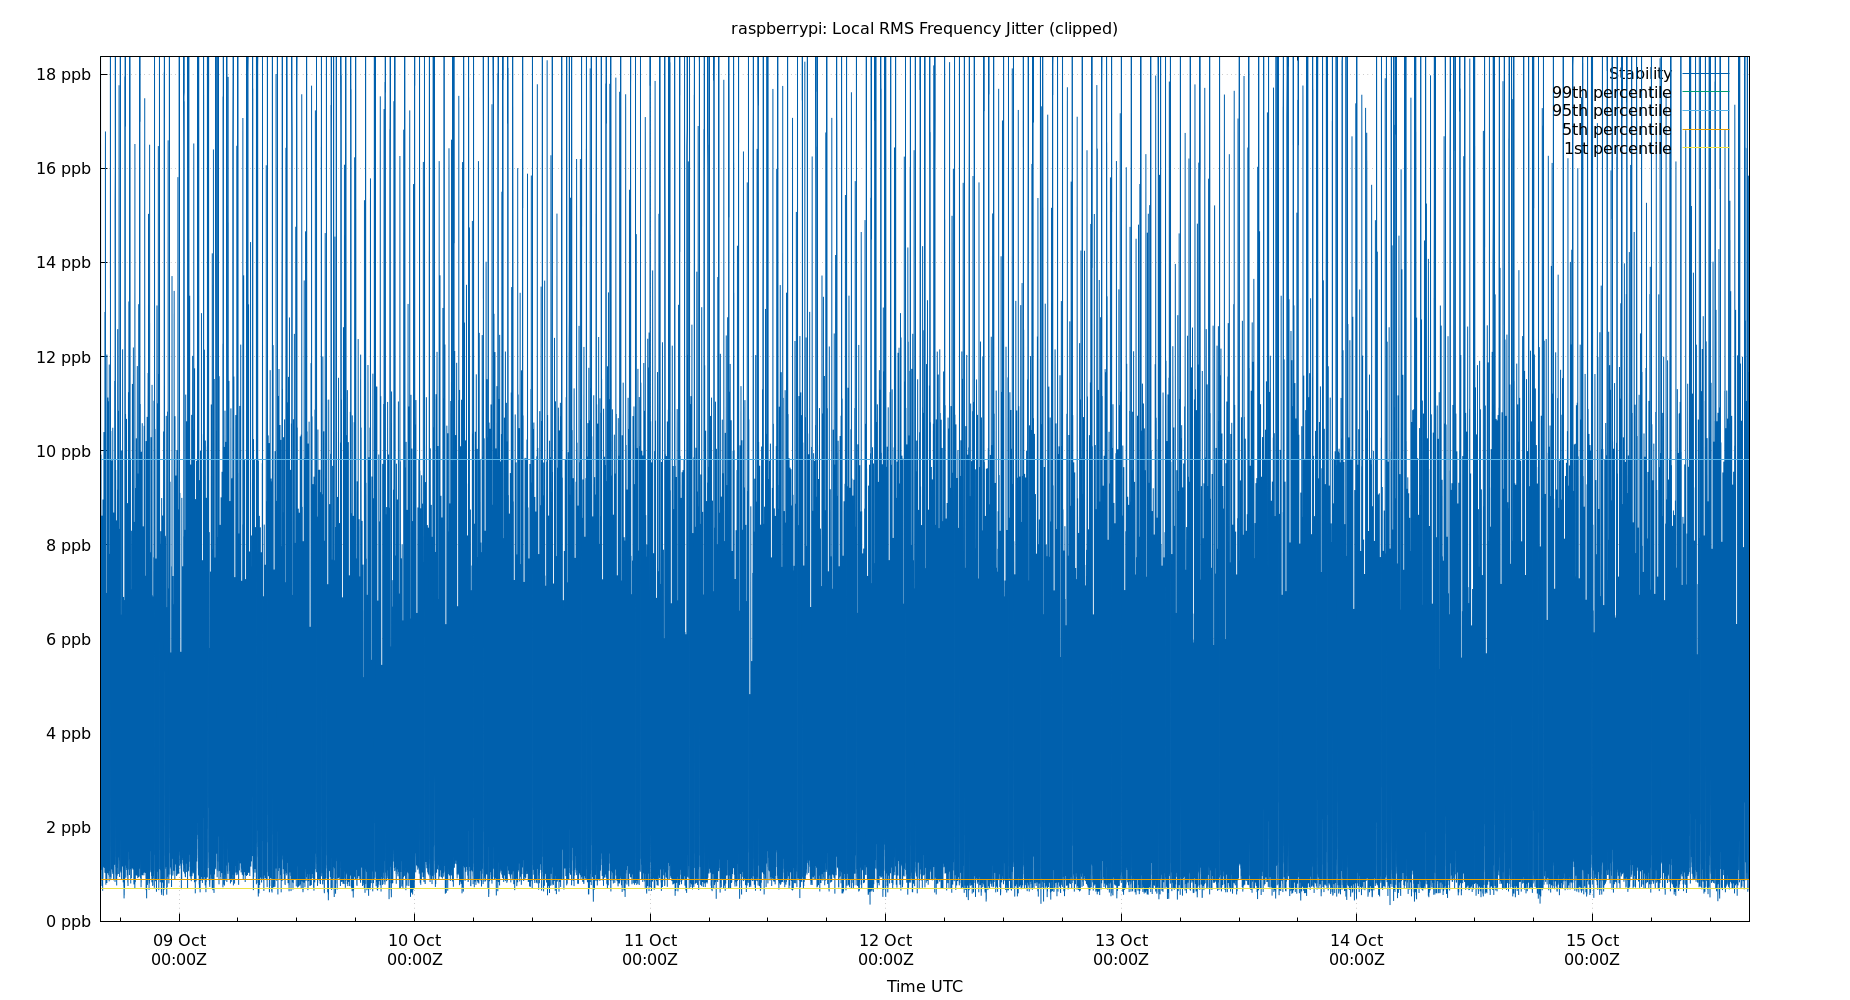 raspberrypi: Local RMS Frequency Jitter (clipped)
18 ppb
16 ppb
14 ppb
12 ppb
10 ppb
8 ppb
6 ppb
4 ppb
2 ppb
0 ppb
Stability
99th percentile
95th percentile
5th percentile
1st percentile
09 Oct 10 Oct 11 Oct 12 Oct 13 Oct 14 Oct 15 Oct
00:00Z 00:00Z 00:00Z 00:00Z 00:00Z 00:00Z 00:00Z
Time UTC